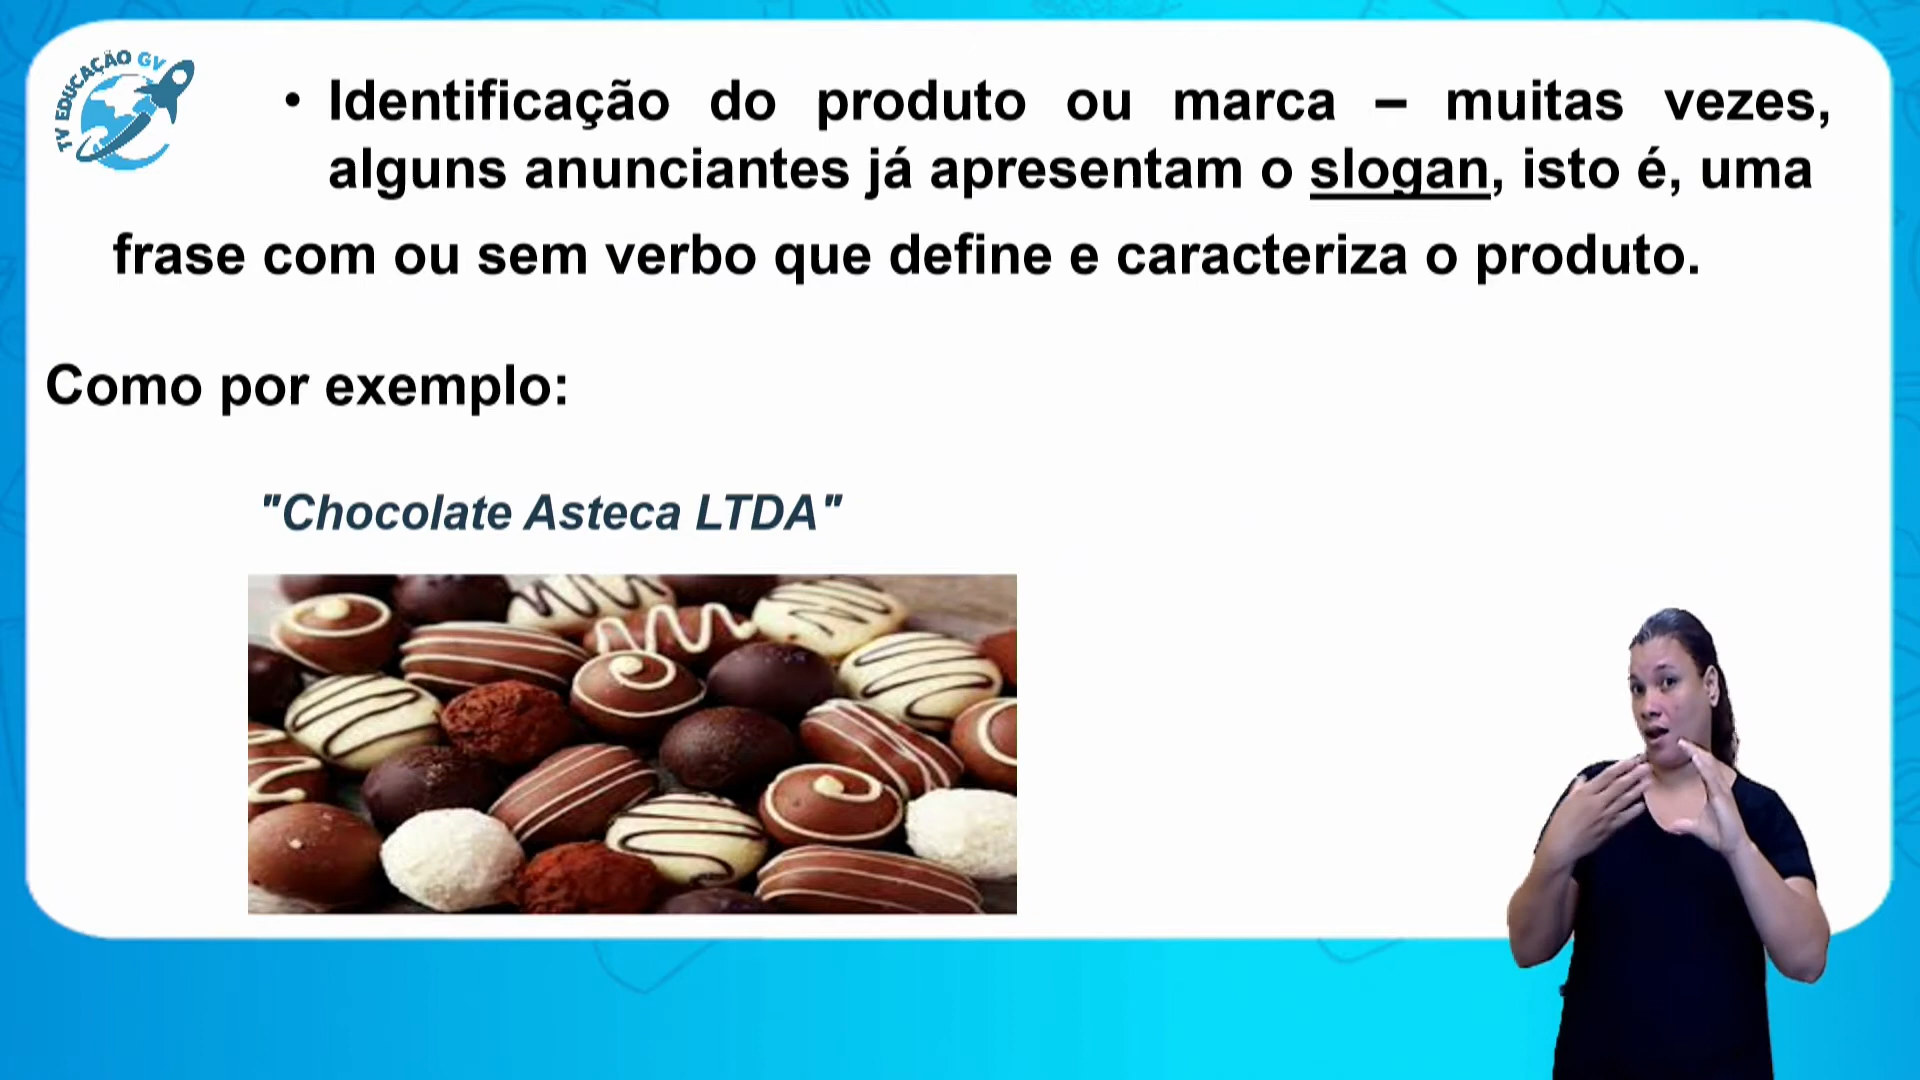 TV EDUCAÇÃO GV
• Identificação do produto ou marca – muitas vezes,
alguns anunciantes já apresentam o slogan, isto é, uma
frase com ou sem verbo que define e caracteriza o produto.
Como por exemplo:
"Chocolate Asteca LTDA"